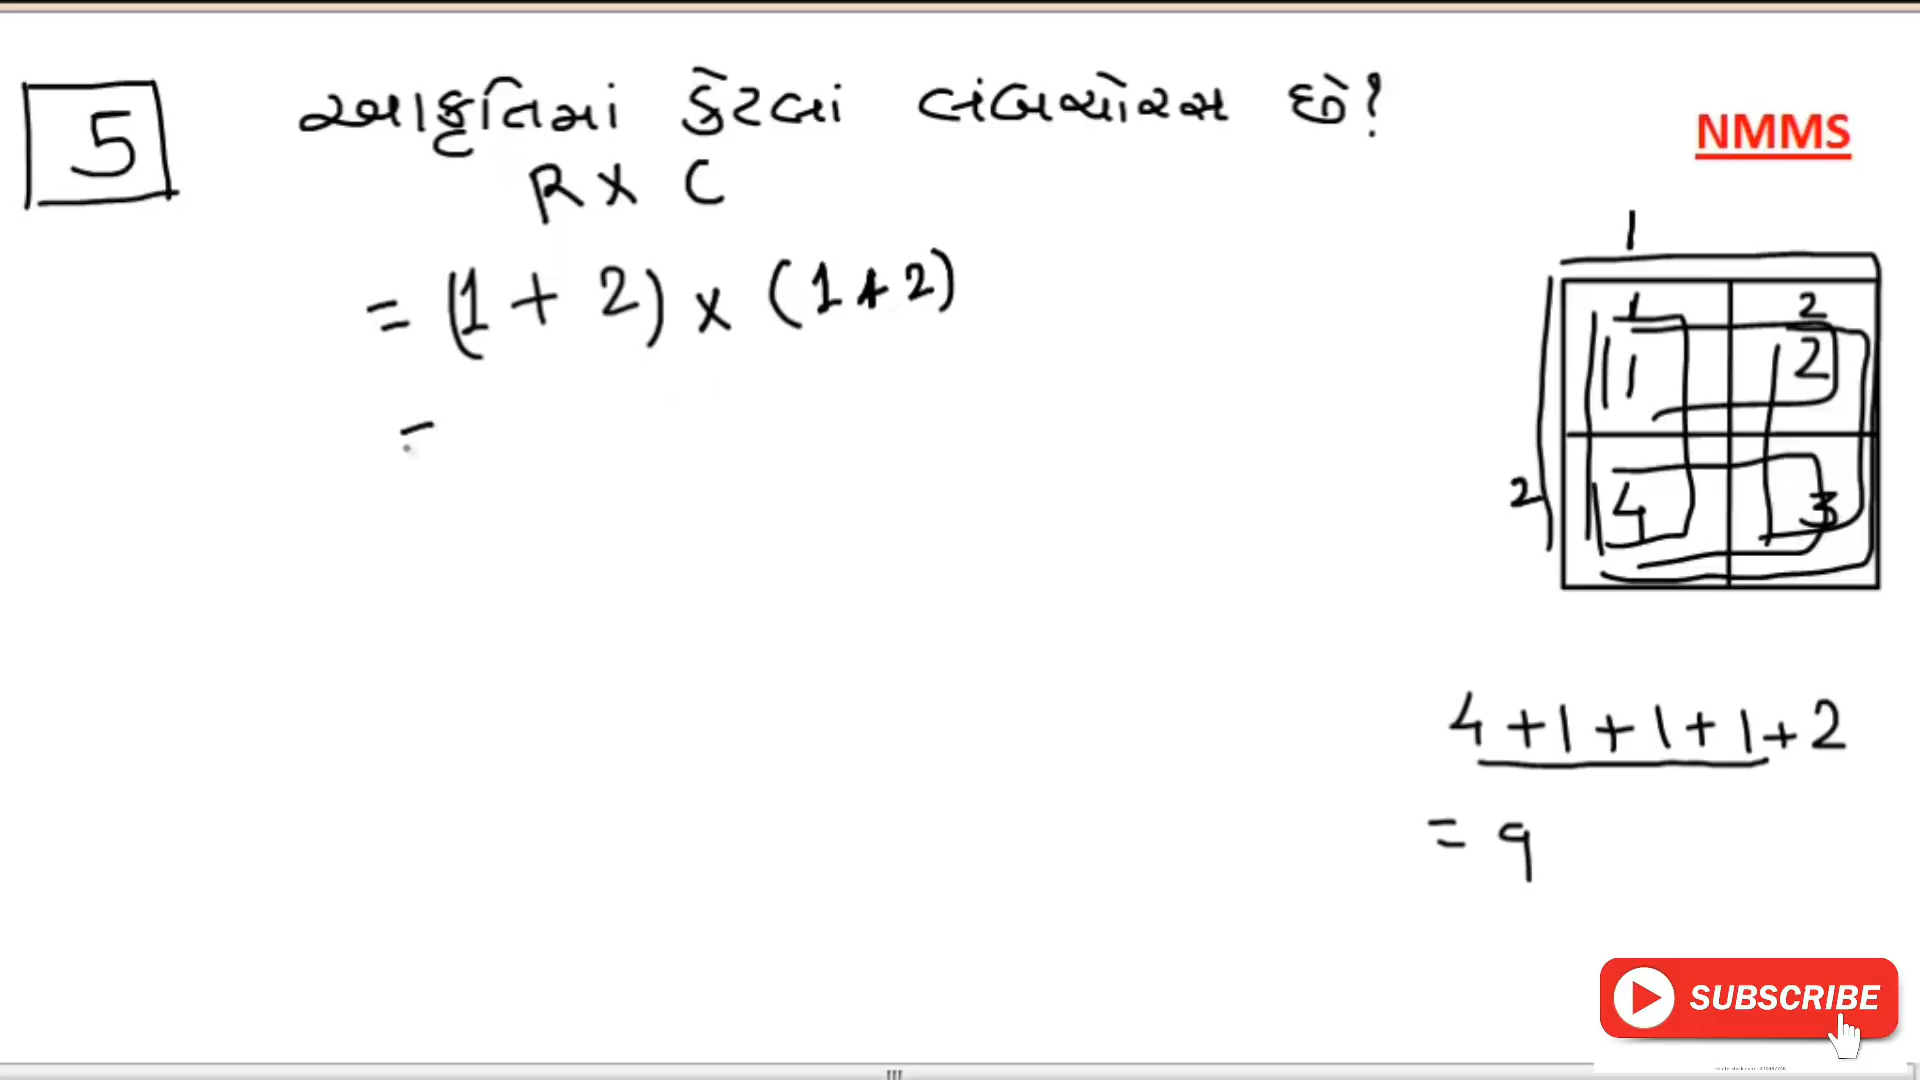 5
આકૃતિમાં કેટલાં લંબચોરસ છે?
NMMS
R x C
= (1 + 2) x (1 + 2)
=
1
1 2
1 2
2
4 3
4 + 1 + 1 + 1 + 2
= 9
SUBSCRIBE